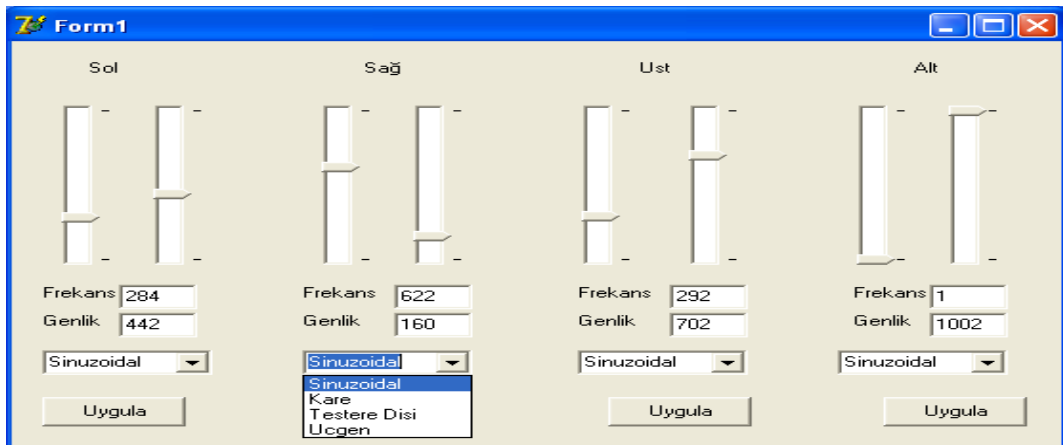 Form1
Sol Sağ Ust Alt
Frekans 284 Frekans 622 Frekans 292 Frekans 1
Genlik 442 Genlik 160 Genlik 702 Genlik 1002
Sinuzoidal Sinuzoidal Sinuzoidal Sinuzoidal
Sinuzoidal
Kare
Testere Disi
Ucgen
Uygula Uygula Uygula